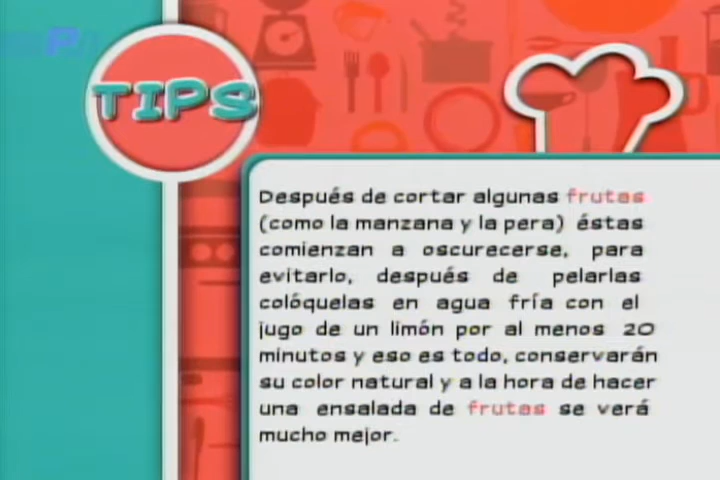 TIPS
Después de cortar algunas frutas
(como la manzana y la pera) éstas
comienzan a oscurecerse, para
evitarlo, después de pelarlas
colóquelas en agua fría con el
jugo de un limón por al menos 20
minutos y eso es todo, conservarán
su color natural y a la hora de hacer
una ensalada de frutas se verá
mucho mejor.